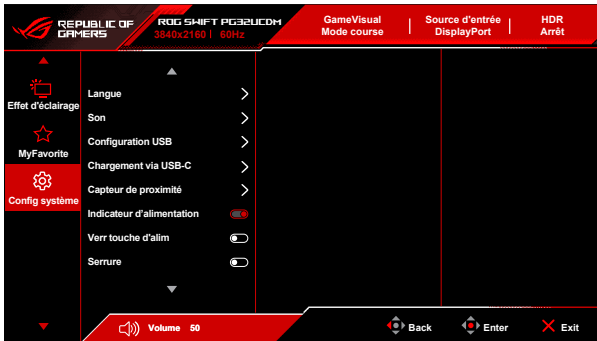 REPUBLIC OF
GAMERS
ROG SWIFT PG32UCDM
3840x2160 | 60Hz
GameVisual
Mode course
Source d'entrée
DisplayPort
HDR
Arrêt
Effet d'éclairage
MyFavorite
Config système
Langue
Son
Configuration USB
Chargement via USB-C
Capteur de proximité
Indicateur d'alimentation
Verr touche d'alim
Serrure
Volume 50
Back
Enter
Exit